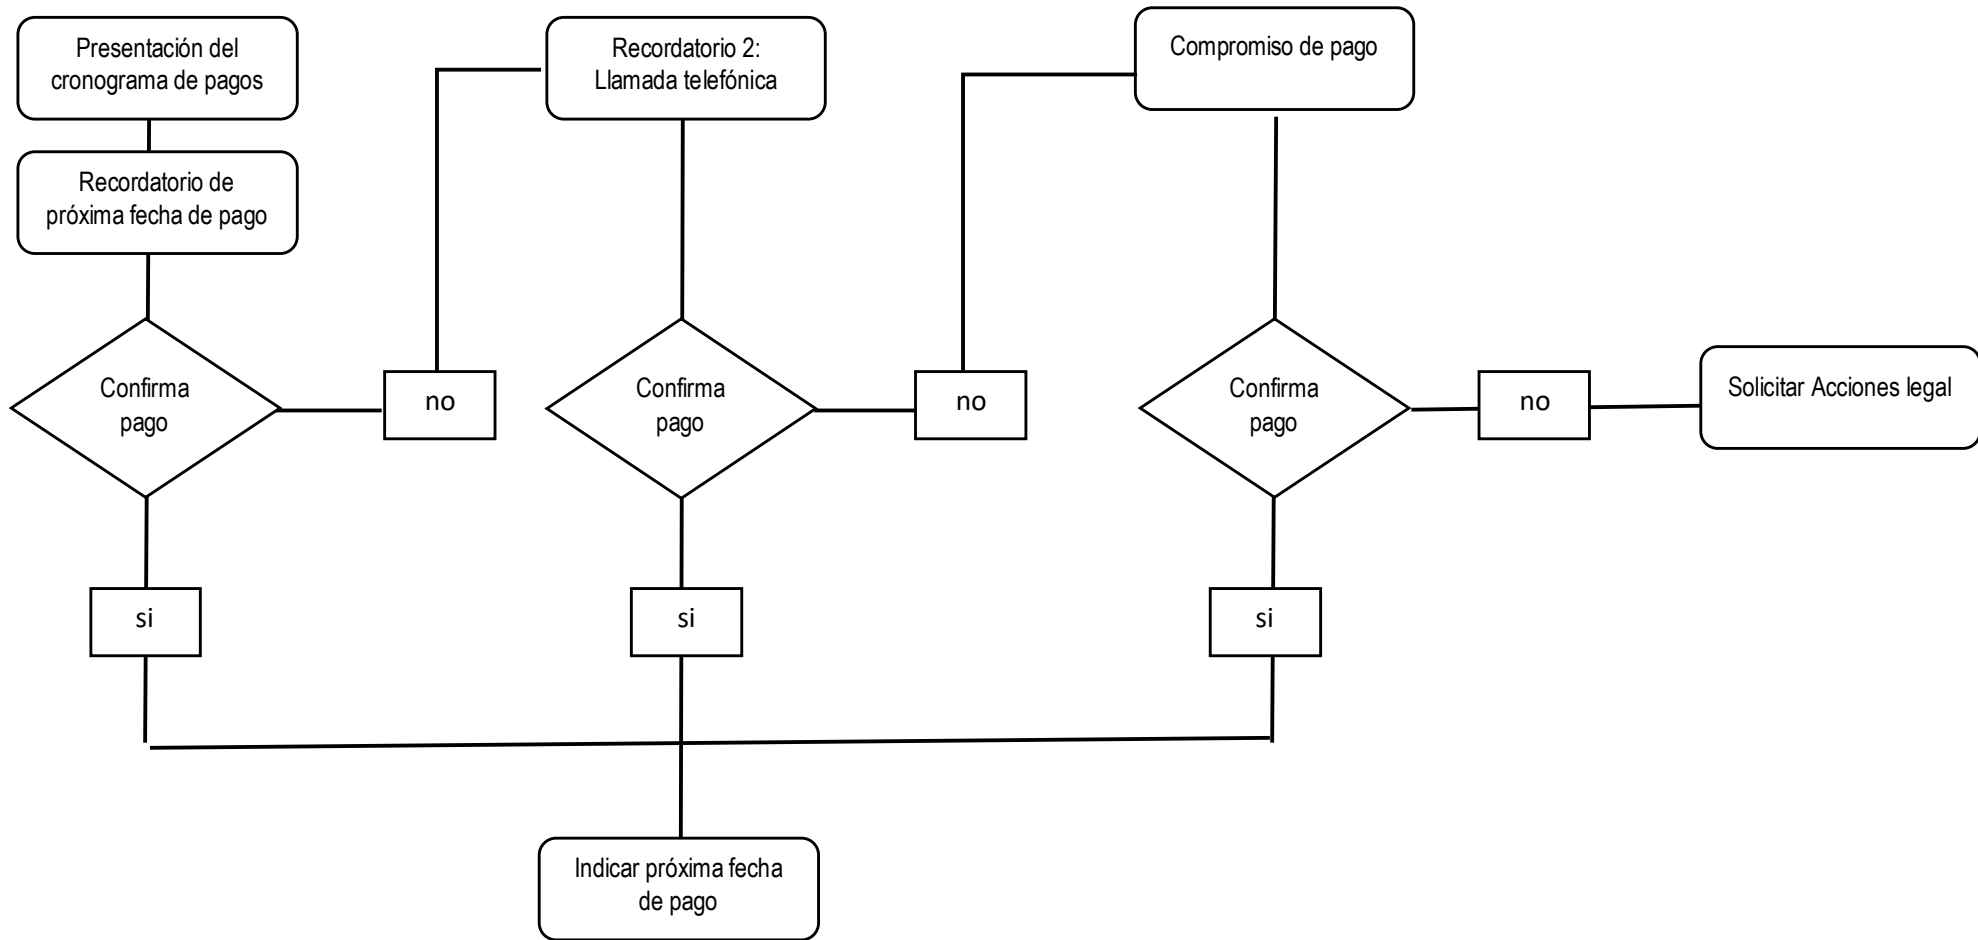 Presentación del
cronograma de pagos
Recordatorio de
próxima fecha de pago
Confirma
pago
no
si
Recordatorio 2:
Llamada telefónica
Confirma
pago
no
si
Compromiso de pago
Confirma
pago
no
si
Solicitar Acciones legal
Indicar próxima fecha
de pago